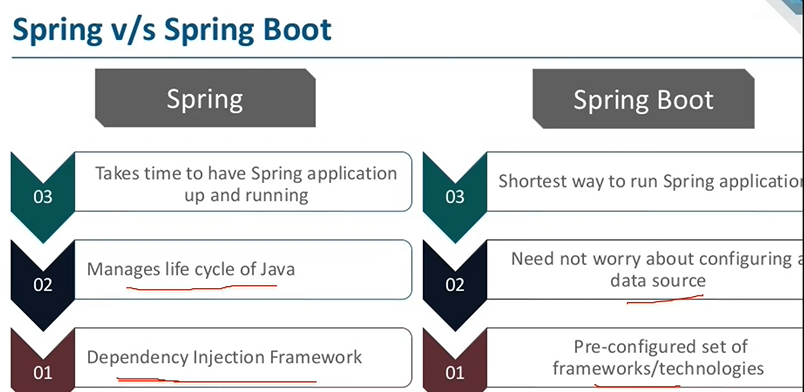 Spring v/s Spring Boot
Spring
03
Takes time to have Spring application
up and running
02
Manages life cycle of Java
01
Dependency Injection Framework
Spring Boot
03
Shortest way to run Spring application
02
Need not worry about configuring a
data source
01
Pre-configured set of
frameworks/technologies